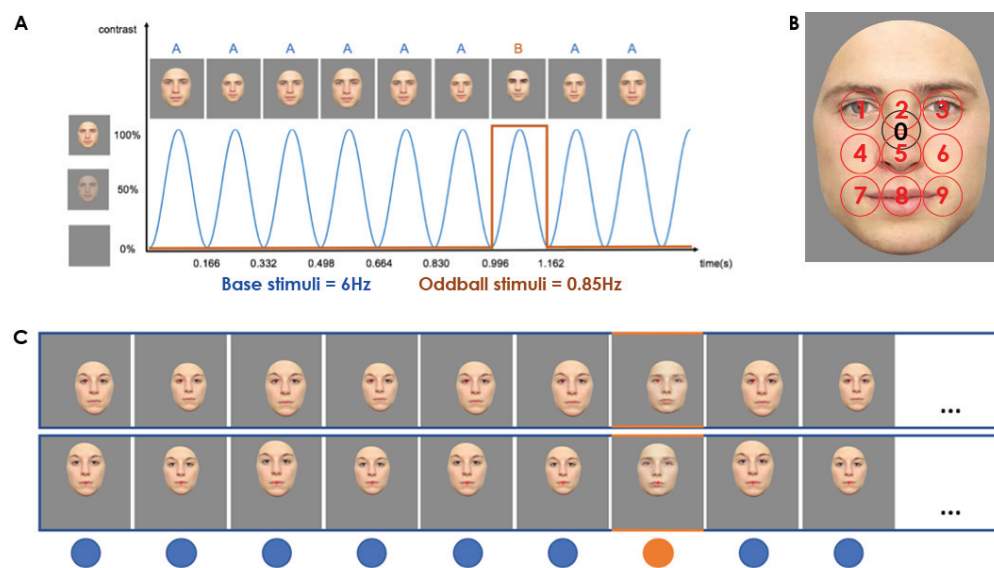 A
contrast
A A A A A A B A A
100%
50%
0%
0.166 0.332 0.498 0.664 0.830 0.996 1.162 time(s)
Base stimuli = 6Hz Oddball stimuli = 0.85Hz
B
1 2 3
0
4 5 6
7 8 9
C
...
...